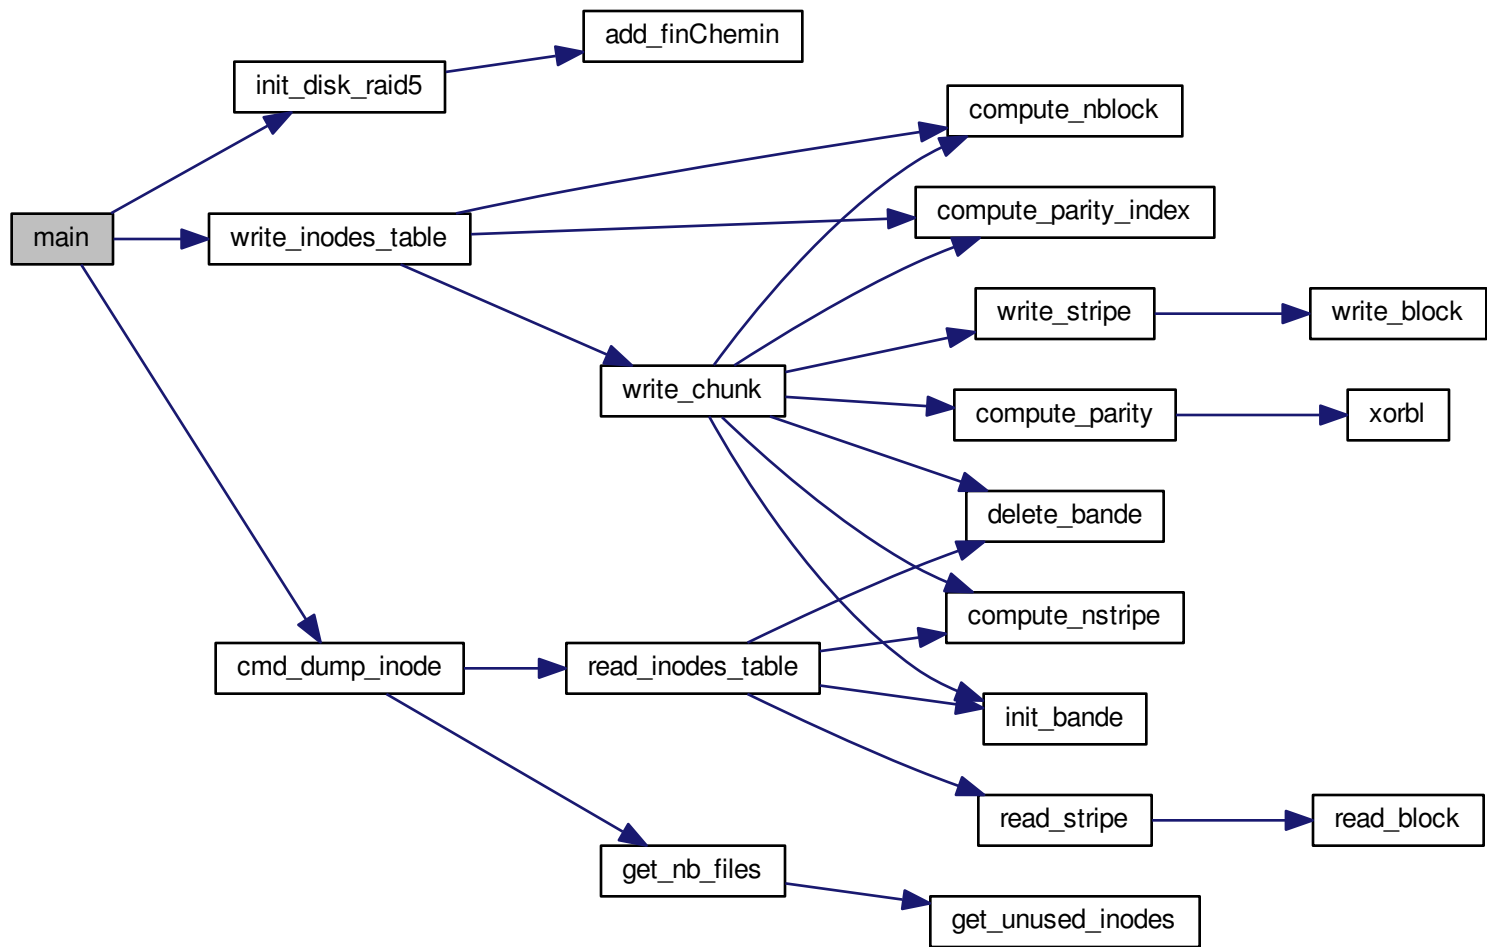 add_finChemin
init_disk_raid5
compute_nblock
compute_parity_index
main
write_inodes_table
write_stripe
write_block
write_chunk
compute_parity
xorbl
delete_bande
compute_nstripe
cmd_dump_inode
read_inodes_table
init_bande
read_stripe
read_block
get_nb_files
get_unused_inodes